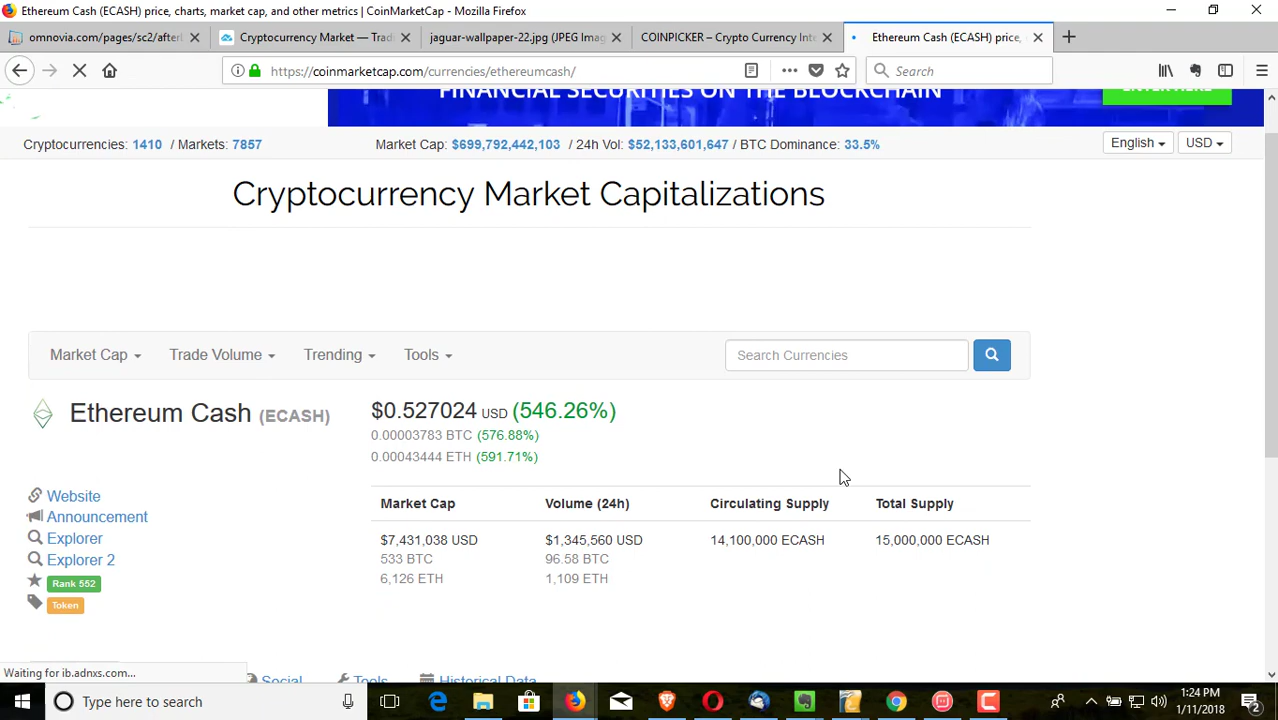 Ethereum Cash (ECASH) price, charts, market cap, and other metrics | CoinMarketCap - Mozilla Firefox
omnovia.com/pages/sc2/afterl
Cryptocurrency Market — Tradi
jaguar-wallpaper-22.jpg (JPEG Imag
COINPICKER – Crypto Currency Inte
Ethereum Cash (ECASH) price,
https://coinmarketcap.com/currencies/ethereumcash/
Search
FINANCIAL SECURITIES ON THE BLOCKCHAIN
ENTER HERE
Cryptocurrencies: 1410 / Markets: 7857
Market Cap: $699,792,442,103 / 24h Vol: $52,133,601,647 / BTC Dominance: 33.5%
English
USD
Cryptocurrency Market Capitalizations
Market Cap
Trade Volume
Trending
Tools
Search Currencies
Ethereum Cash (ECASH)
$0.527024 USD (546.26%)
0.00003783 BTC (576.88%)
0.00043444 ETH (591.71%)
Website
Announcement
Explorer
Explorer 2
Rank 552
Token
Market Cap Volume (24h) Circulating Supply Total Supply
$7,431,038 USD $1,345,560 USD 14,100,000 ECASH 15,000,000 ECASH
533 BTC 96.58 BTC
6,126 ETH 1,109 ETH
Social
Tools
Historical Data
Waiting for ib.adnxs.com...
Type here to search
1:24 PM
1/11/2018
2